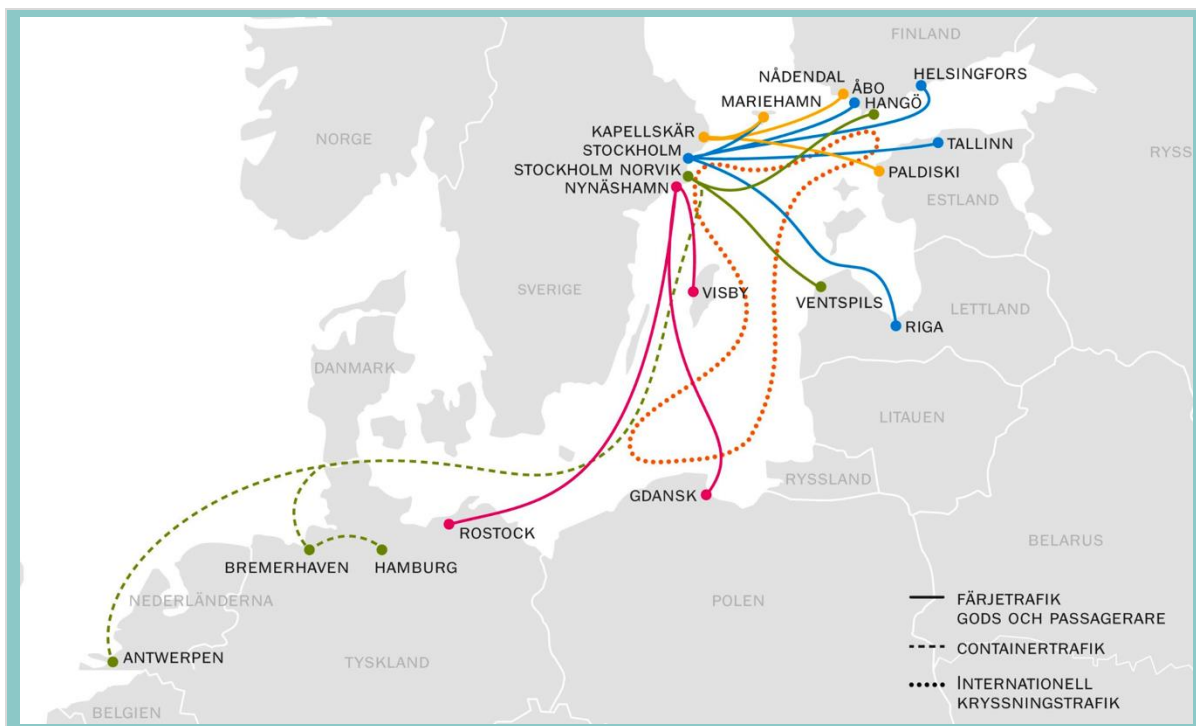 FINLAND
NÅDENDAL
HELSINGFORS
ÅBO
MARIEHAMN
HANGÖ
NORGE
KAPELLSKÄR
STOCKHOLM
TALLINN
RYSS
STOCKHOLM NORVIK
PALDISKI
NYNÄSHAMN
ESTLAND
SVERIGE
VISBY
VENTSPILS
LETTLAND
RIGA
DANMARK
LITAUEN
RYSSLAND
GDANSK
ROSTOCK
BELARUS
BREMERHAVEN
HAMBURG
NEDERLÄNDERNA
POLEN
FÄRJETRAFIK
GODS OCH PASSAGERARE
ANTWERPEN
TYSKLAND
CONTAINERTRAFIK
INTERNATIONELL
KRYSSNINGSTRAFIK
BELGIEN